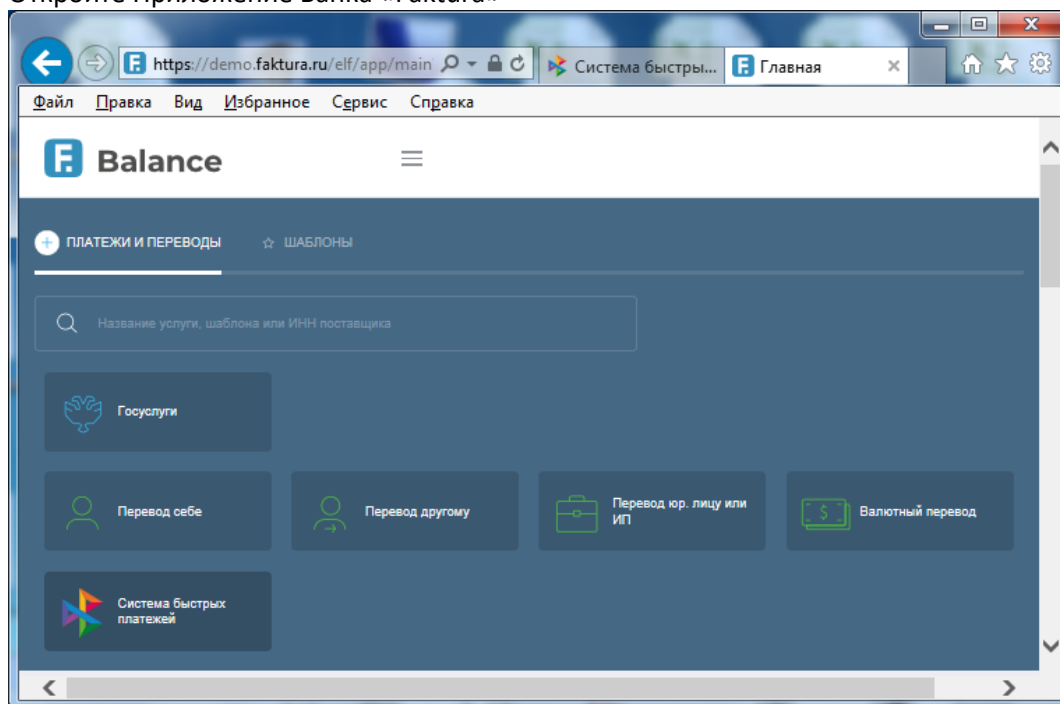 Откройте Приложение Банка «Faktura»
https://demo.faktura.ru/elf/app/main
Система быстры...
Главная
Файл Правка Вид Избранное Сервис Справка
Balance
ПЛАТЕЖИ И ПЕРЕВОДЫ
ШАБЛОНЫ
Название услуги, шаблона или ИНН поставщика
Госуслуги
Перевод себе
Перевод другому
Перевод юр. лицу или
ИП
Валютный перевод
Система быстрых
платежей